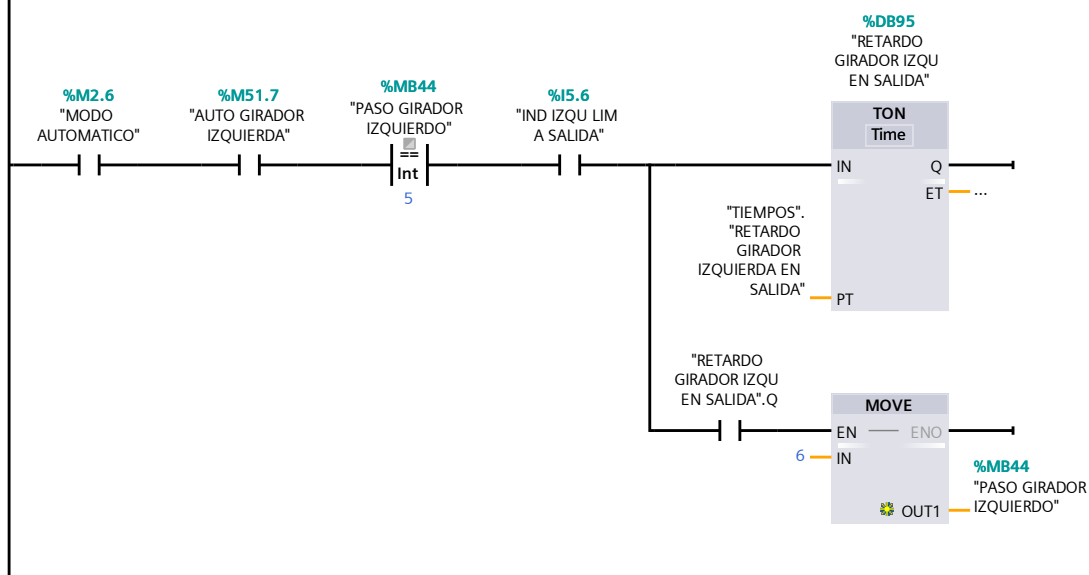 %DB95
"RETARDO
GIRADOR IZQU
EN SALIDA"
%M2.6
"MODO
AUTOMATICO"
%M51.7
"AUTO GIRADOR
IZQUIERDA"
%MB44
"PASO GIRADOR
IZQUIERDO"
==
Int
5
%I5.6
"IND IZQU LIM
A SALIDA"
TON
Time
IN
Q
ET
...
"TIEMPOS".
"RETARDO
GIRADOR
IZQUIERDA EN
SALIDA"
PT
"RETARDO
GIRADOR IZQU
EN SALIDA".Q
MOVE
EN
ENO
6
IN
OUT1
%MB44
"PASO GIRADOR
IZQUIERDO"